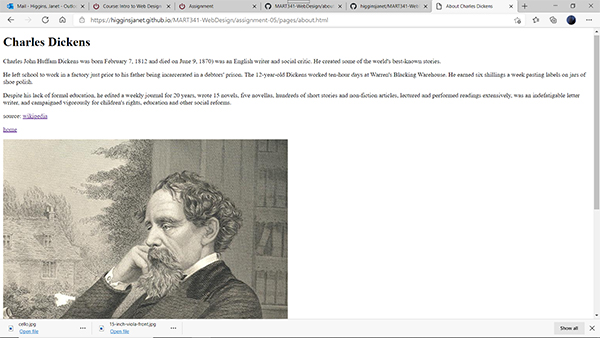 Mail - Higgins, Janet - Outlo
Course: Intro to Web Design
Assignment
MART341-WebDesign/about
higginsjanet/MART341-We
About Charles Dickens
https://higginsjanet.github.io/MART341-WebDesign/assignment-05/pages/about.html
Charles Dickens
Charles John Huffam Dickens was born February 7, 1812 and died on June 9, 1870) was an English writer and social critic. He created some of the world's best-known stories.
He left school to work in a factory just prior to his father being incarcerated in a debtors' prison. The 12-year-old Dickens worked ten-hour days at Warren's Blacking Warehouse. He earned six shillings a week pasting labels on jars of
shoe polish.
Despite his lack of formal education, he edited a weekly journal for 20 years, wrote 15 novels, five novellas, hundreds of short stories and non-fiction articles, lectured and performed readings extensively, was an indefatigable letter
writer, and campaigned vigorously for children's rights, education and other social reforms.
source: wikipedia
home
cello.jpg
Open file
15-inch-viola-front.jpg
Open file
Show all